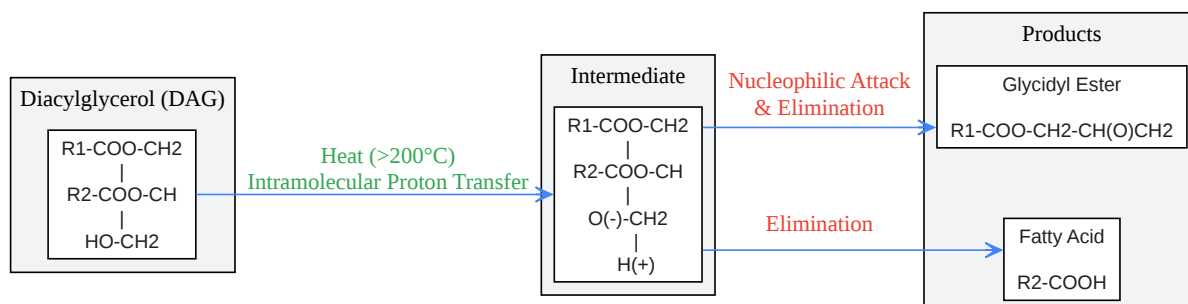 Diacylglycerol (DAG)
R1-COO-CH2
|
R2-COO-CH
|
HO-CH2
Heat (>200°C)
Intramolecular Proton Transfer
Intermediate
R1-COO-CH2
|
R2-COO-CH
|
O(-)-CH2
|
H(+)
Nucleophilic Attack
& Elimination
Elimination
Products
Glycidyl Ester
R1-COO-CH2-CH(O)CH2
Fatty Acid
R2-COOH